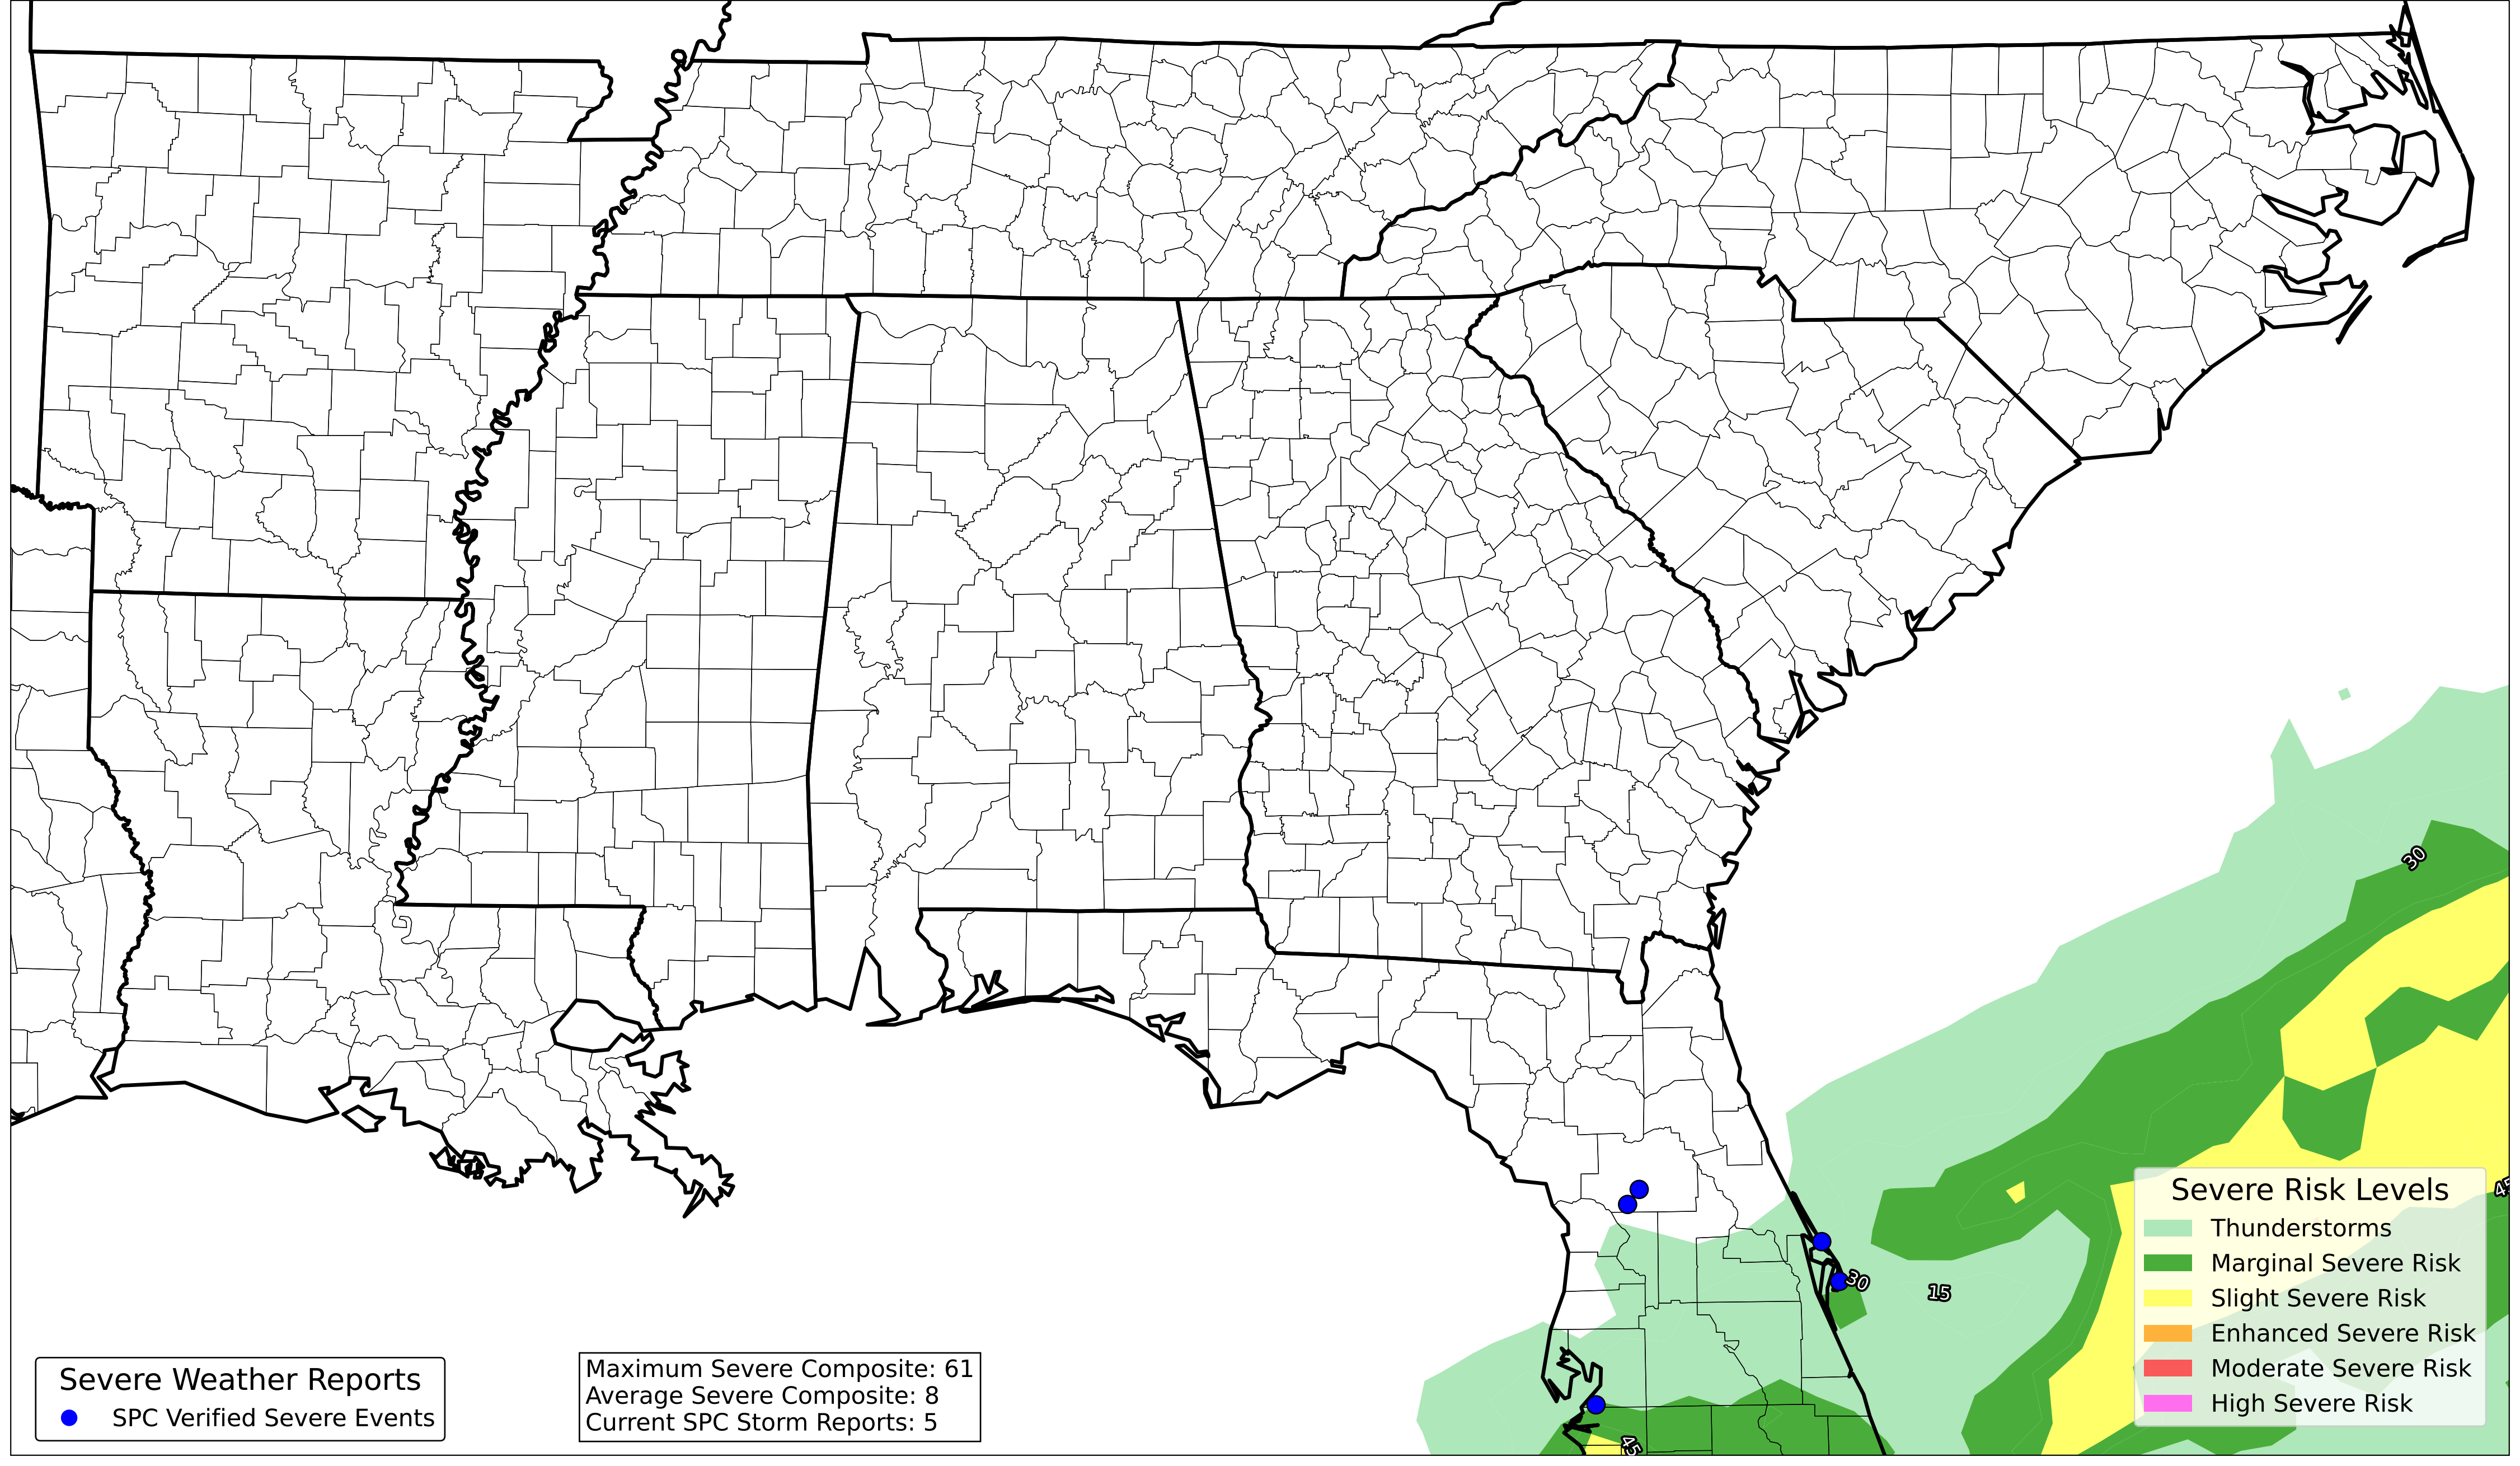 30
45
30
15
45
Severe Risk Levels
Thunderstorms
Marginal Severe Risk
Slight Severe Risk
Enhanced Severe Risk
Moderate Severe Risk
High Severe Risk
Severe Weather Reports
SPC Verified Severe Events
Maximum Severe Composite: 61
Average Severe Composite: 8
Current SPC Storm Reports: 5